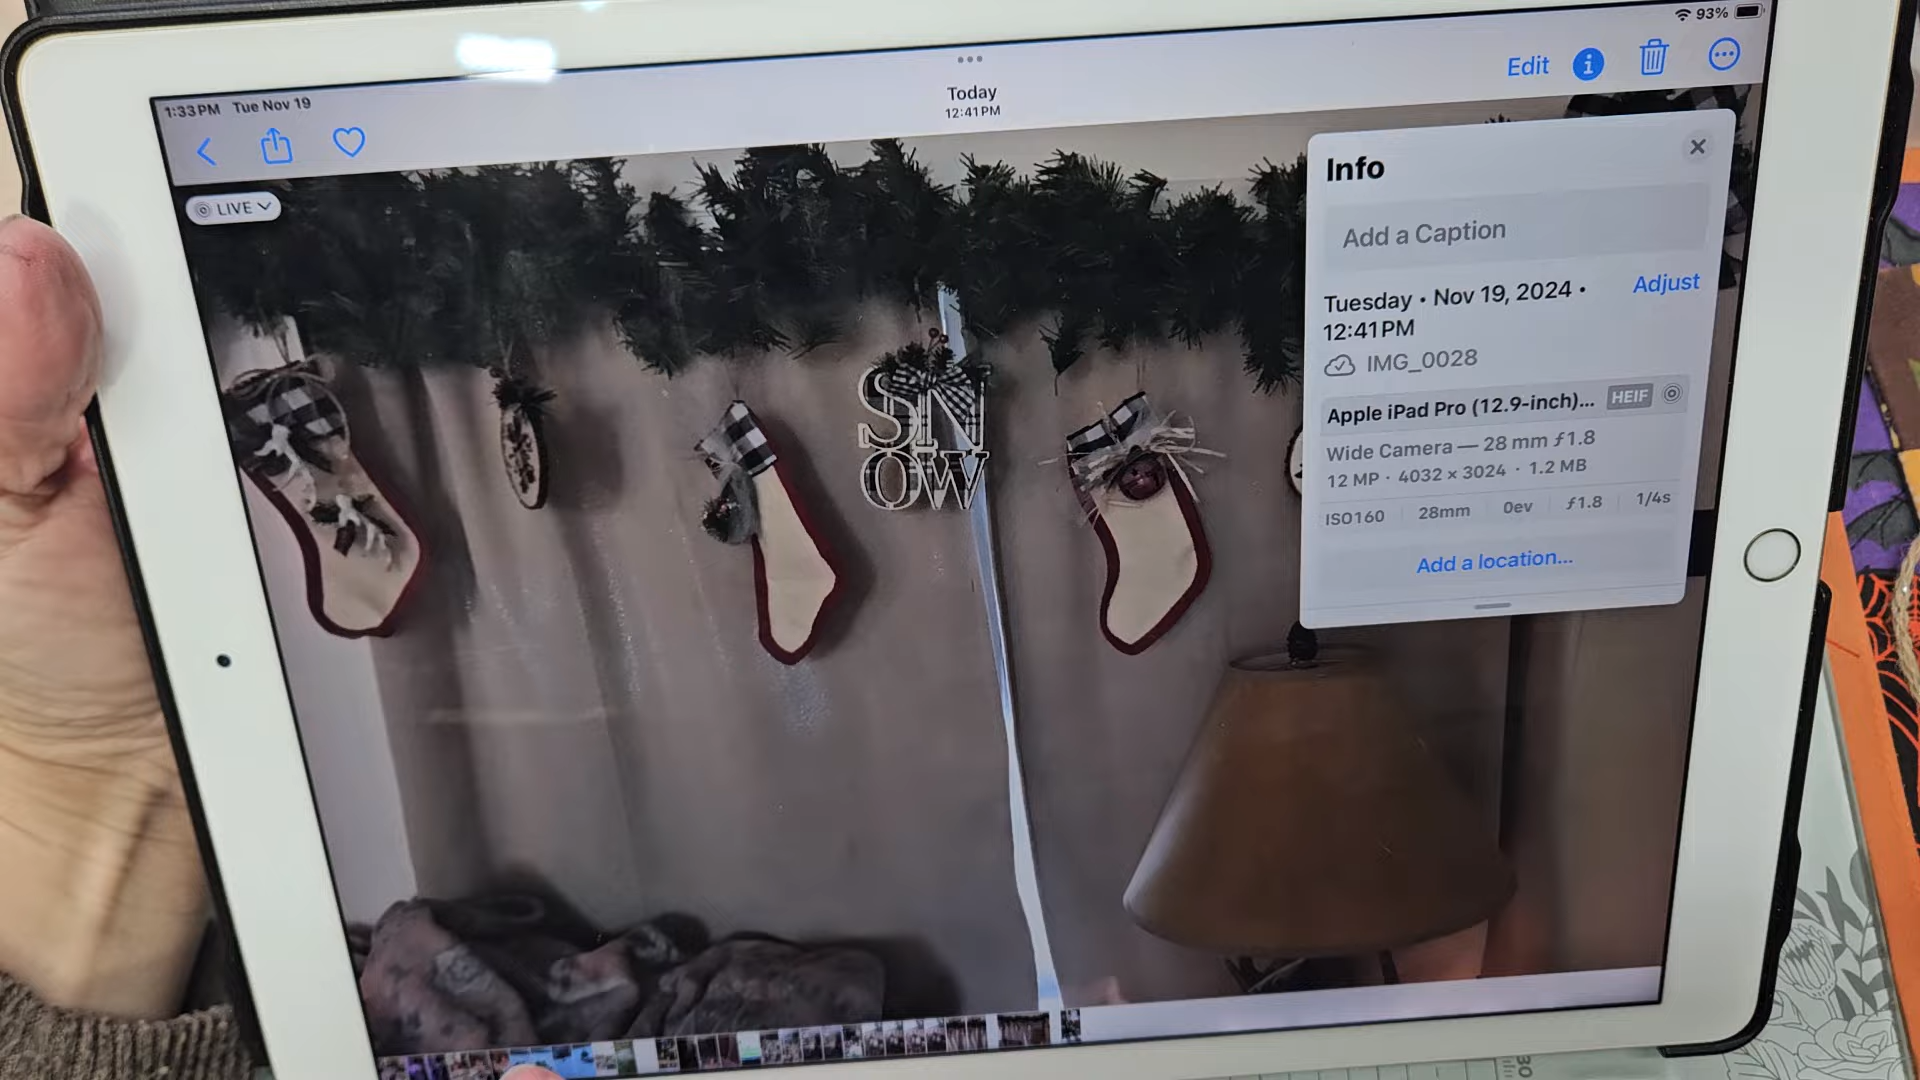 1:33 PM Tue Nov 19
93%
Today
12:41 PM
Edit
LIVE
Info
Add a Caption
Tuesday • Nov 19, 2024 •
12:41 PM
Adjust
IMG_0028
Apple iPad Pro (12.9-inch)...
HEIF
Wide Camera — 28 mm ƒ1.8
12 MP · 4032 × 3024 · 1.2 MB
ISO160 28mm 0ev ƒ1.8 1/4s
Add a location...
SN
OW
30